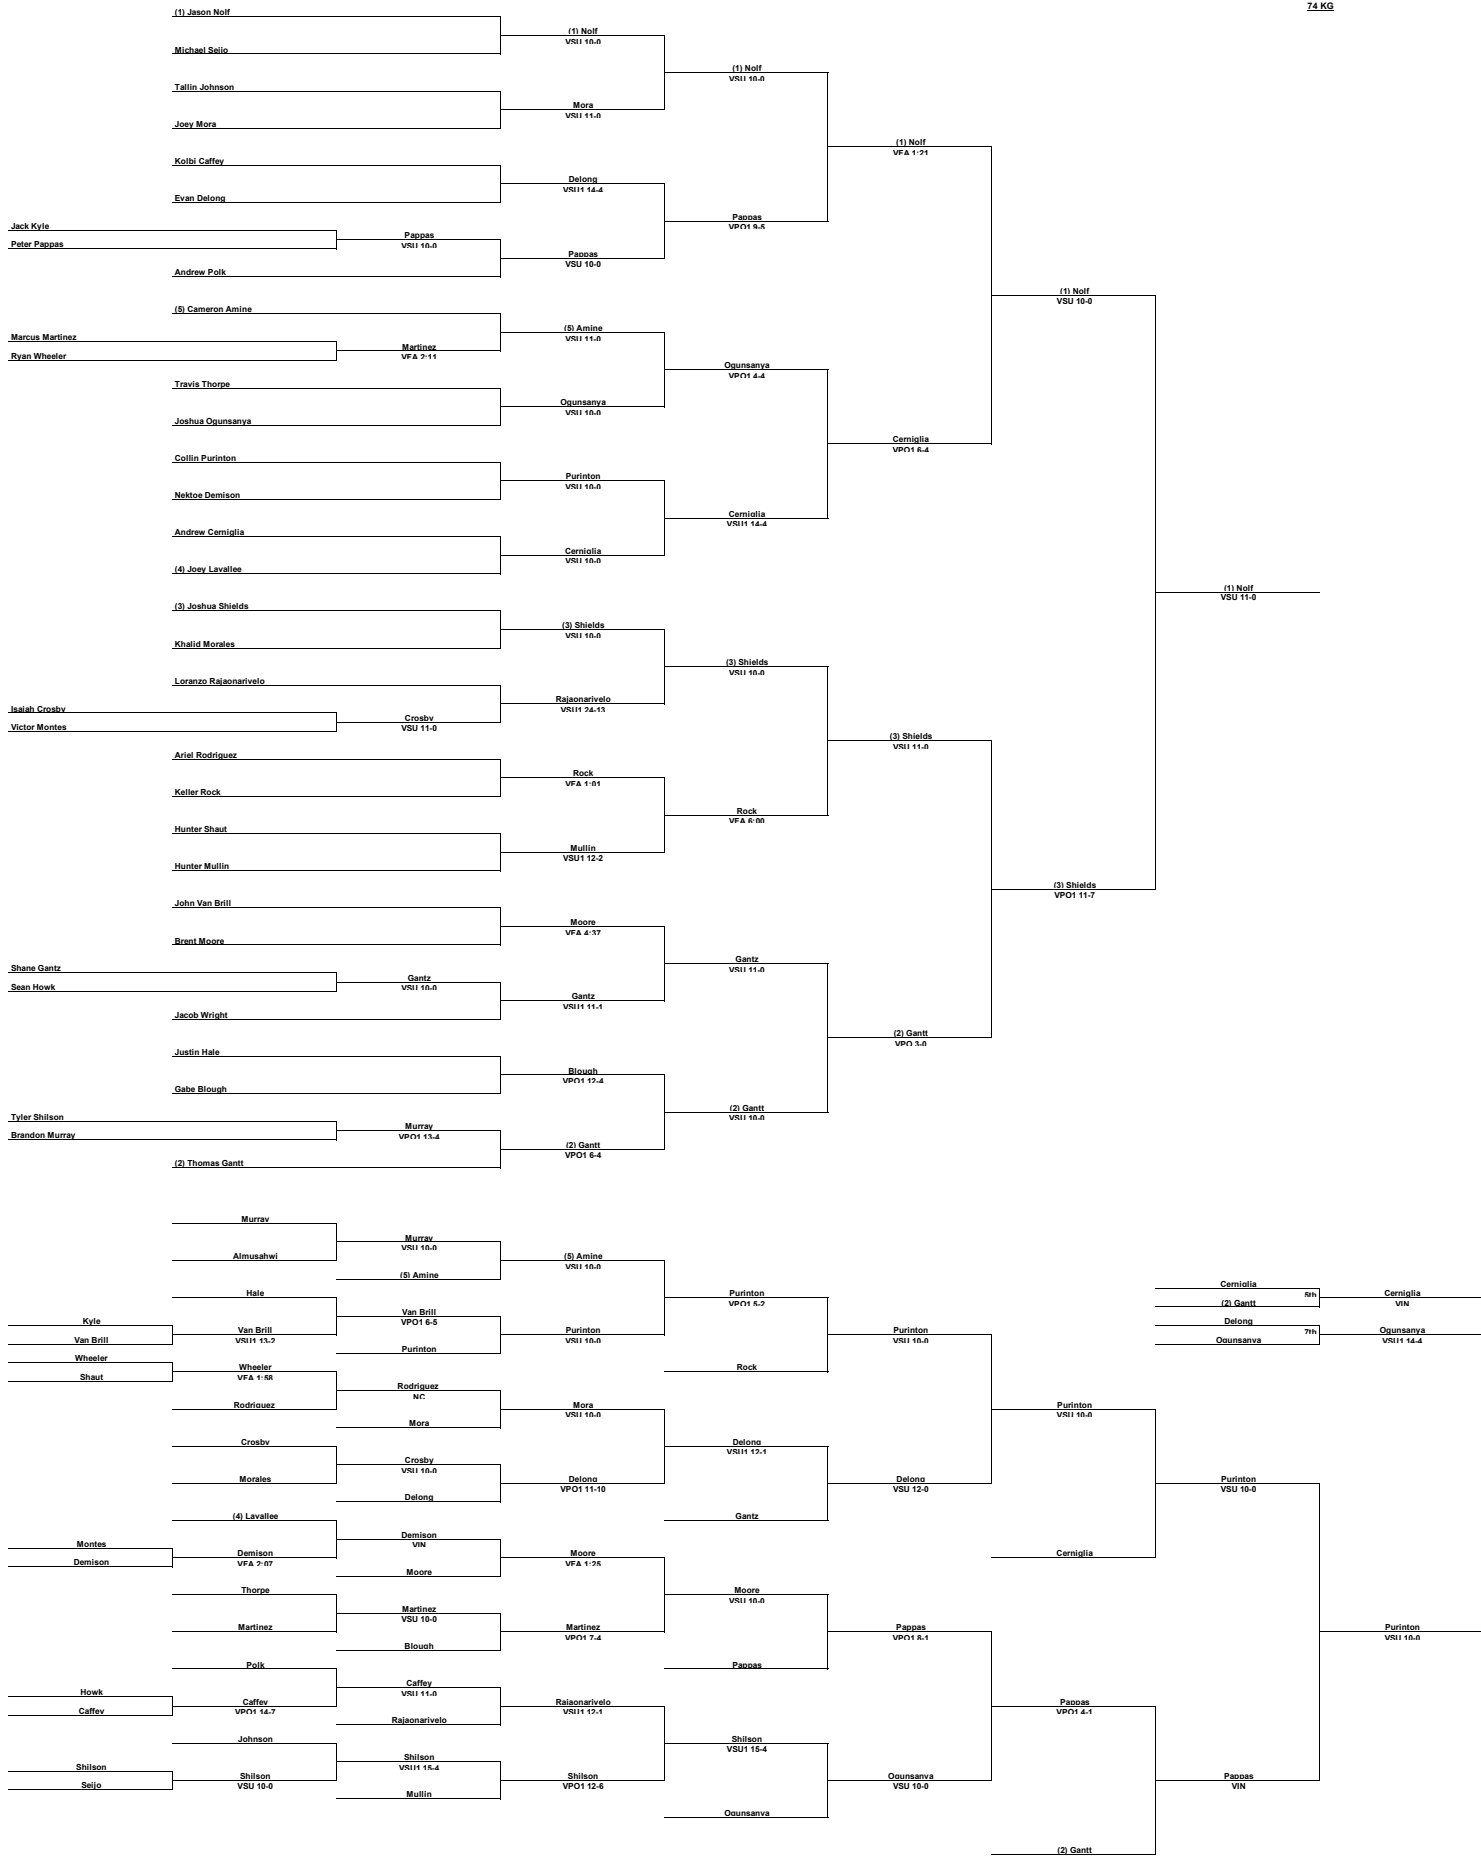 74 KG
(1) Jason Nolf
(1) Nolf
VSU 10-0
Michael Seijo
(1) Nolf
VSU 10-0
Tallin Johnson
Mora
VSU 11-0
Joey Mora
(1) Nolf
VFA 1:21
Kolbi Caffey
Delong
VSU1 14-4
Evan Delong
Pappas
VPO1 9-5
Jack Kyle
Peter Pappas
Pappas
VSU 10-0
Pappas
VSU 10-0
Andrew Polk
(1) Nolf
VSU 10-0
(5) Cameron Amine
(5) Amine
VSU 11-0
Marcus Martinez
Ryan Wheeler
Martinez
VFA 2:11
Ogunsanya
VPO1 4-4
Travis Thorpe
Ogunsanya
VSU 10-0
Joshua Ogunsanya
Cerniglia
VPO1 6-4
Collin Purinton
Purinton
VSU 10-0
Nektoe Demison
Cerniglia
VSU1 14-4
Andrew Cerniglia
Cerniglia
VSU 10-0
(4) Joey Lavallee
(1) Nolf
VSU 11-0
(3) Joshua Shields
(3) Shields
VSU 10-0
Khalid Morales
(3) Shields
VSU 10-0
Loranzo Rajaonarivelo
Rajaonarivelo
VSU1 24-13
Isaiah Crosby
Victor Montes
Crosby
VSU 11-0
(3) Shields
VSU 11-0
Ariel Rodriguez
Rock
VFA 1:01
Keller Rock
Rock
VFA 6:00
Hunter Shaut
Mullin
VSU1 12-2
Hunter Mullin
(3) Shields
VPO1 11-7
John Van Brill
Moore
VFA 4:37
Brent Moore
Gantz
VSU 11-0
Shane Gantz
Sean Howk
Gantz
VSU 10-0
Gantz
VSU1 11-1
Jacob Wright
(2) Gantt
VPO 3-0
Justin Hale
Blough
VPO1 12-4
Gabe Blough
(2) Gantt
VSU 10-0
Tyler Shilson
Brandon Murray
Murray
VPO1 13-4
(2) Gantt
VPO1 6-4
(2) Thomas Gantt
Murray
Murray
VSU 10-0
Almusahwi
(5) Amine
VSU 10-0
(5) Amine
Cerniglia
(2) Gantt
5th
Cerniglia
VIN
Hale
Purinton
VPO1 5-2
Van Brill
VPO1 6-5
Kyle
Van Brill
Van Brill
VSU1 13-2
Purinton
VSU 10-0
Purinton
VSU 10-0
Delong
Ogunsanya
7th
Ogunsanya
VSU1 14-4
Purinton
Wheeler
Shaut
Wheeler
VFA 1:58
Rock
Rodriguez
NC
Rodriguez
Mora
VSU 10-0
Purinton
VSU 10-0
Mora
Crosby
Delong
VSU1 12-1
Crosby
VSU 10-0
Morales
Delong
VPO1 11-10
Delong
VSU 12-0
Purinton
VSU 10-0
Delong
(4) Lavallee
Gantz
Demison
VIN
Montes
Demison
Demison
VFA 2:07
Moore
VFA 1:25
Cerniglia
Moore
Thorpe
Moore
VSU 10-0
Martinez
VSU 10-0
Martinez
Martinez
VPO1 7-4
Pappas
VPO1 8-1
Purinton
VSU 10-0
Blough
Polk
Pappas
Caffey
VSU 11-0
Howk
Caffey
Caffey
VPO1 14-7
Rajaonarivelo
VSU1 12-1
Pappas
VPO1 4-1
Rajaonarivelo
Johnson
Shilson
VSU1 15-4
Shilson
VSU1 15-4
Shilson
Seijo
Shilson
VSU 10-0
Shilson
VPO1 12-6
Ogunsanya
VSU 10-0
Pappas
VIN
Mullin
Ogunsanya
(2) Gantt